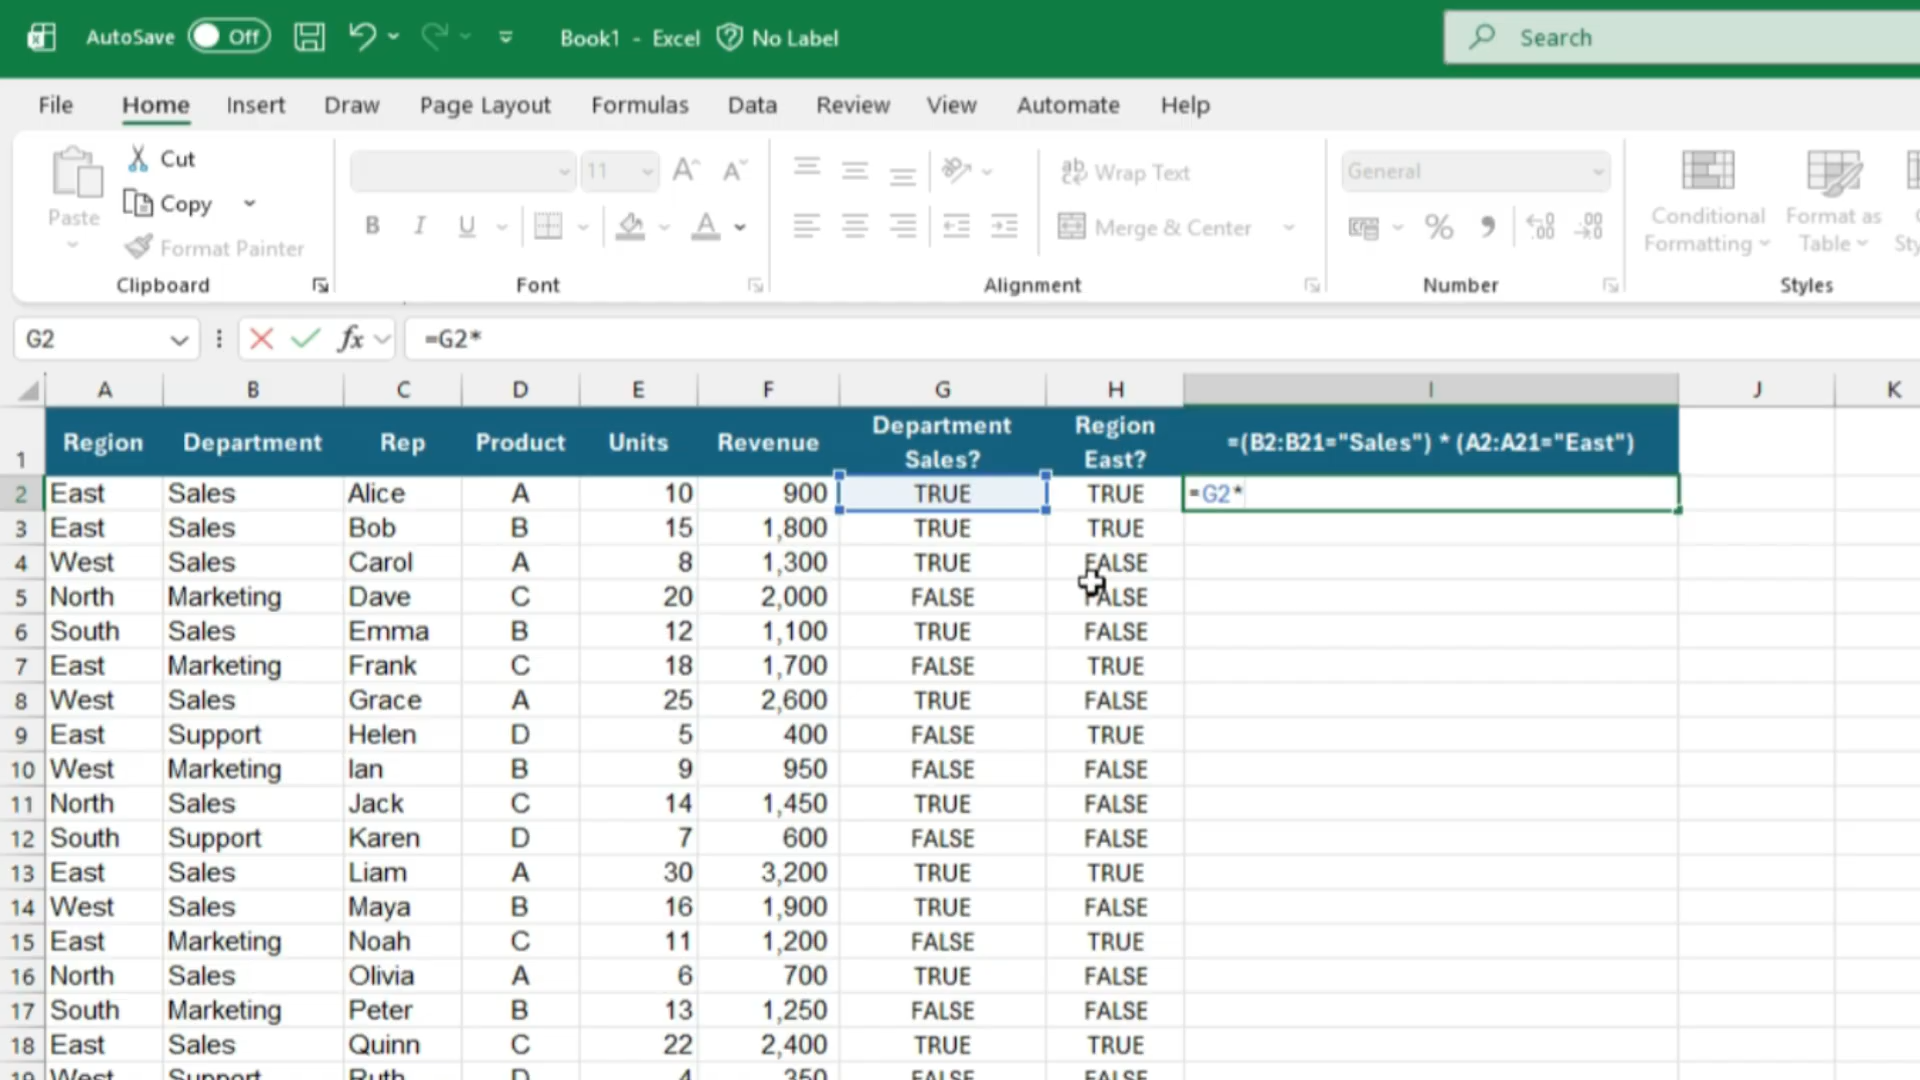 AutoSave Off Book1 - Excel No Label Search
File Home Insert Draw Page Layout Formulas Data Review View Automate Help
Paste Cut Copy Format Painter Clipboard
11 B I U Font
Wrap Text Merge & Center Alignment
General % Number
Conditional Formatting Format as Table Styles
G2 fx =G2*
A B C D E F G H I J K
1 Region Department Rep Product Units Revenue Department Sales? Region East? =(B2:B21="Sales") * (A2:A21="East")
2 East Sales Alice A 10 900 TRUE TRUE =G2*
3 East Sales Bob B 15 1,800 TRUE TRUE
4 West Sales Carol A 8 1,300 TRUE FALSE
5 North Marketing Dave C 20 2,000 FALSE FALSE
6 South Sales Emma B 12 1,100 TRUE FALSE
7 East Marketing Frank C 18 1,700 FALSE TRUE
8 West Sales Grace A 25 2,600 TRUE FALSE
9 East Support Helen D 5 400 FALSE TRUE
10 West Marketing Ian B 9 950 FALSE FALSE
11 North Sales Jack C 14 1,450 TRUE FALSE
12 South Support Karen D 7 600 FALSE FALSE
13 East Sales Liam A 30 3,200 TRUE TRUE
14 West Sales Maya B 16 1,900 TRUE FALSE
15 East Marketing Noah C 11 1,200 FALSE TRUE
16 North Sales Olivia A 6 700 TRUE FALSE
17 South Marketing Peter B 13 1,250 FALSE FALSE
18 East Sales Quinn C 22 2,400 TRUE TRUE
19 West Support Ruth D 4 350 FALSE FALSE